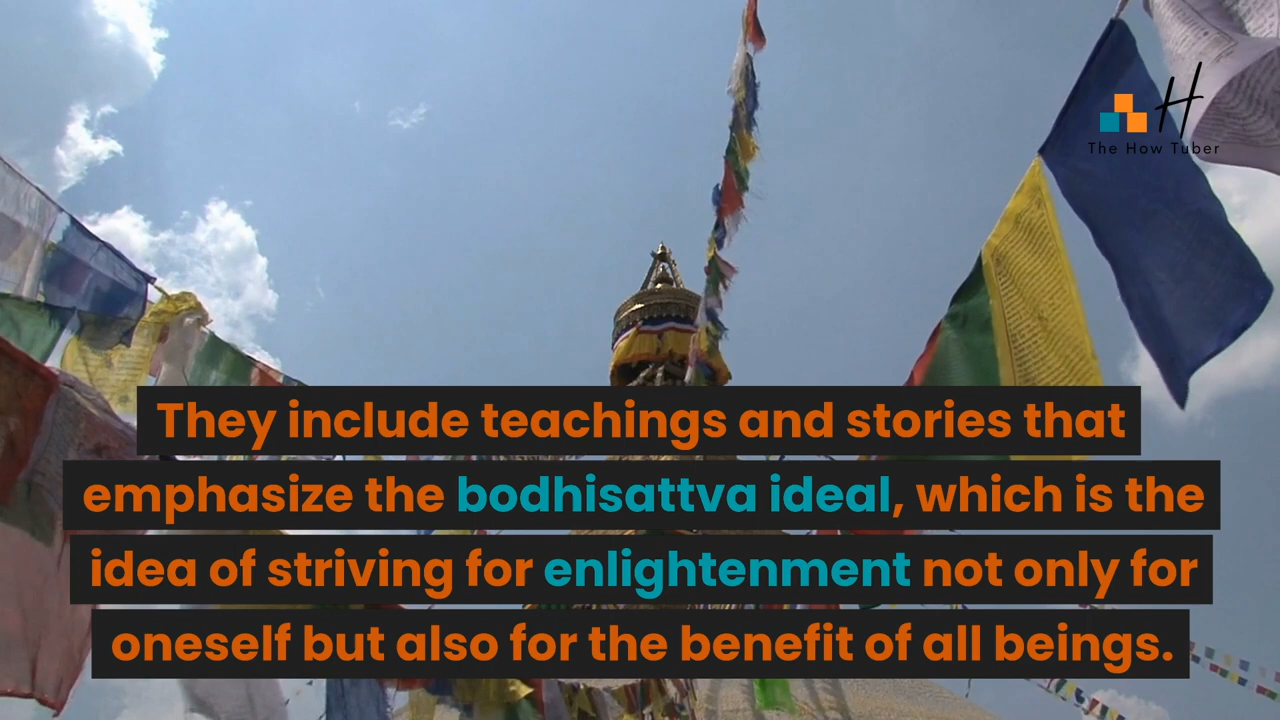 H
The How Tuber
They include teachings and stories that
emphasize the bodhisattva ideal, which is the
idea of striving for enlightenment not only for
oneself but also for the benefit of all beings.